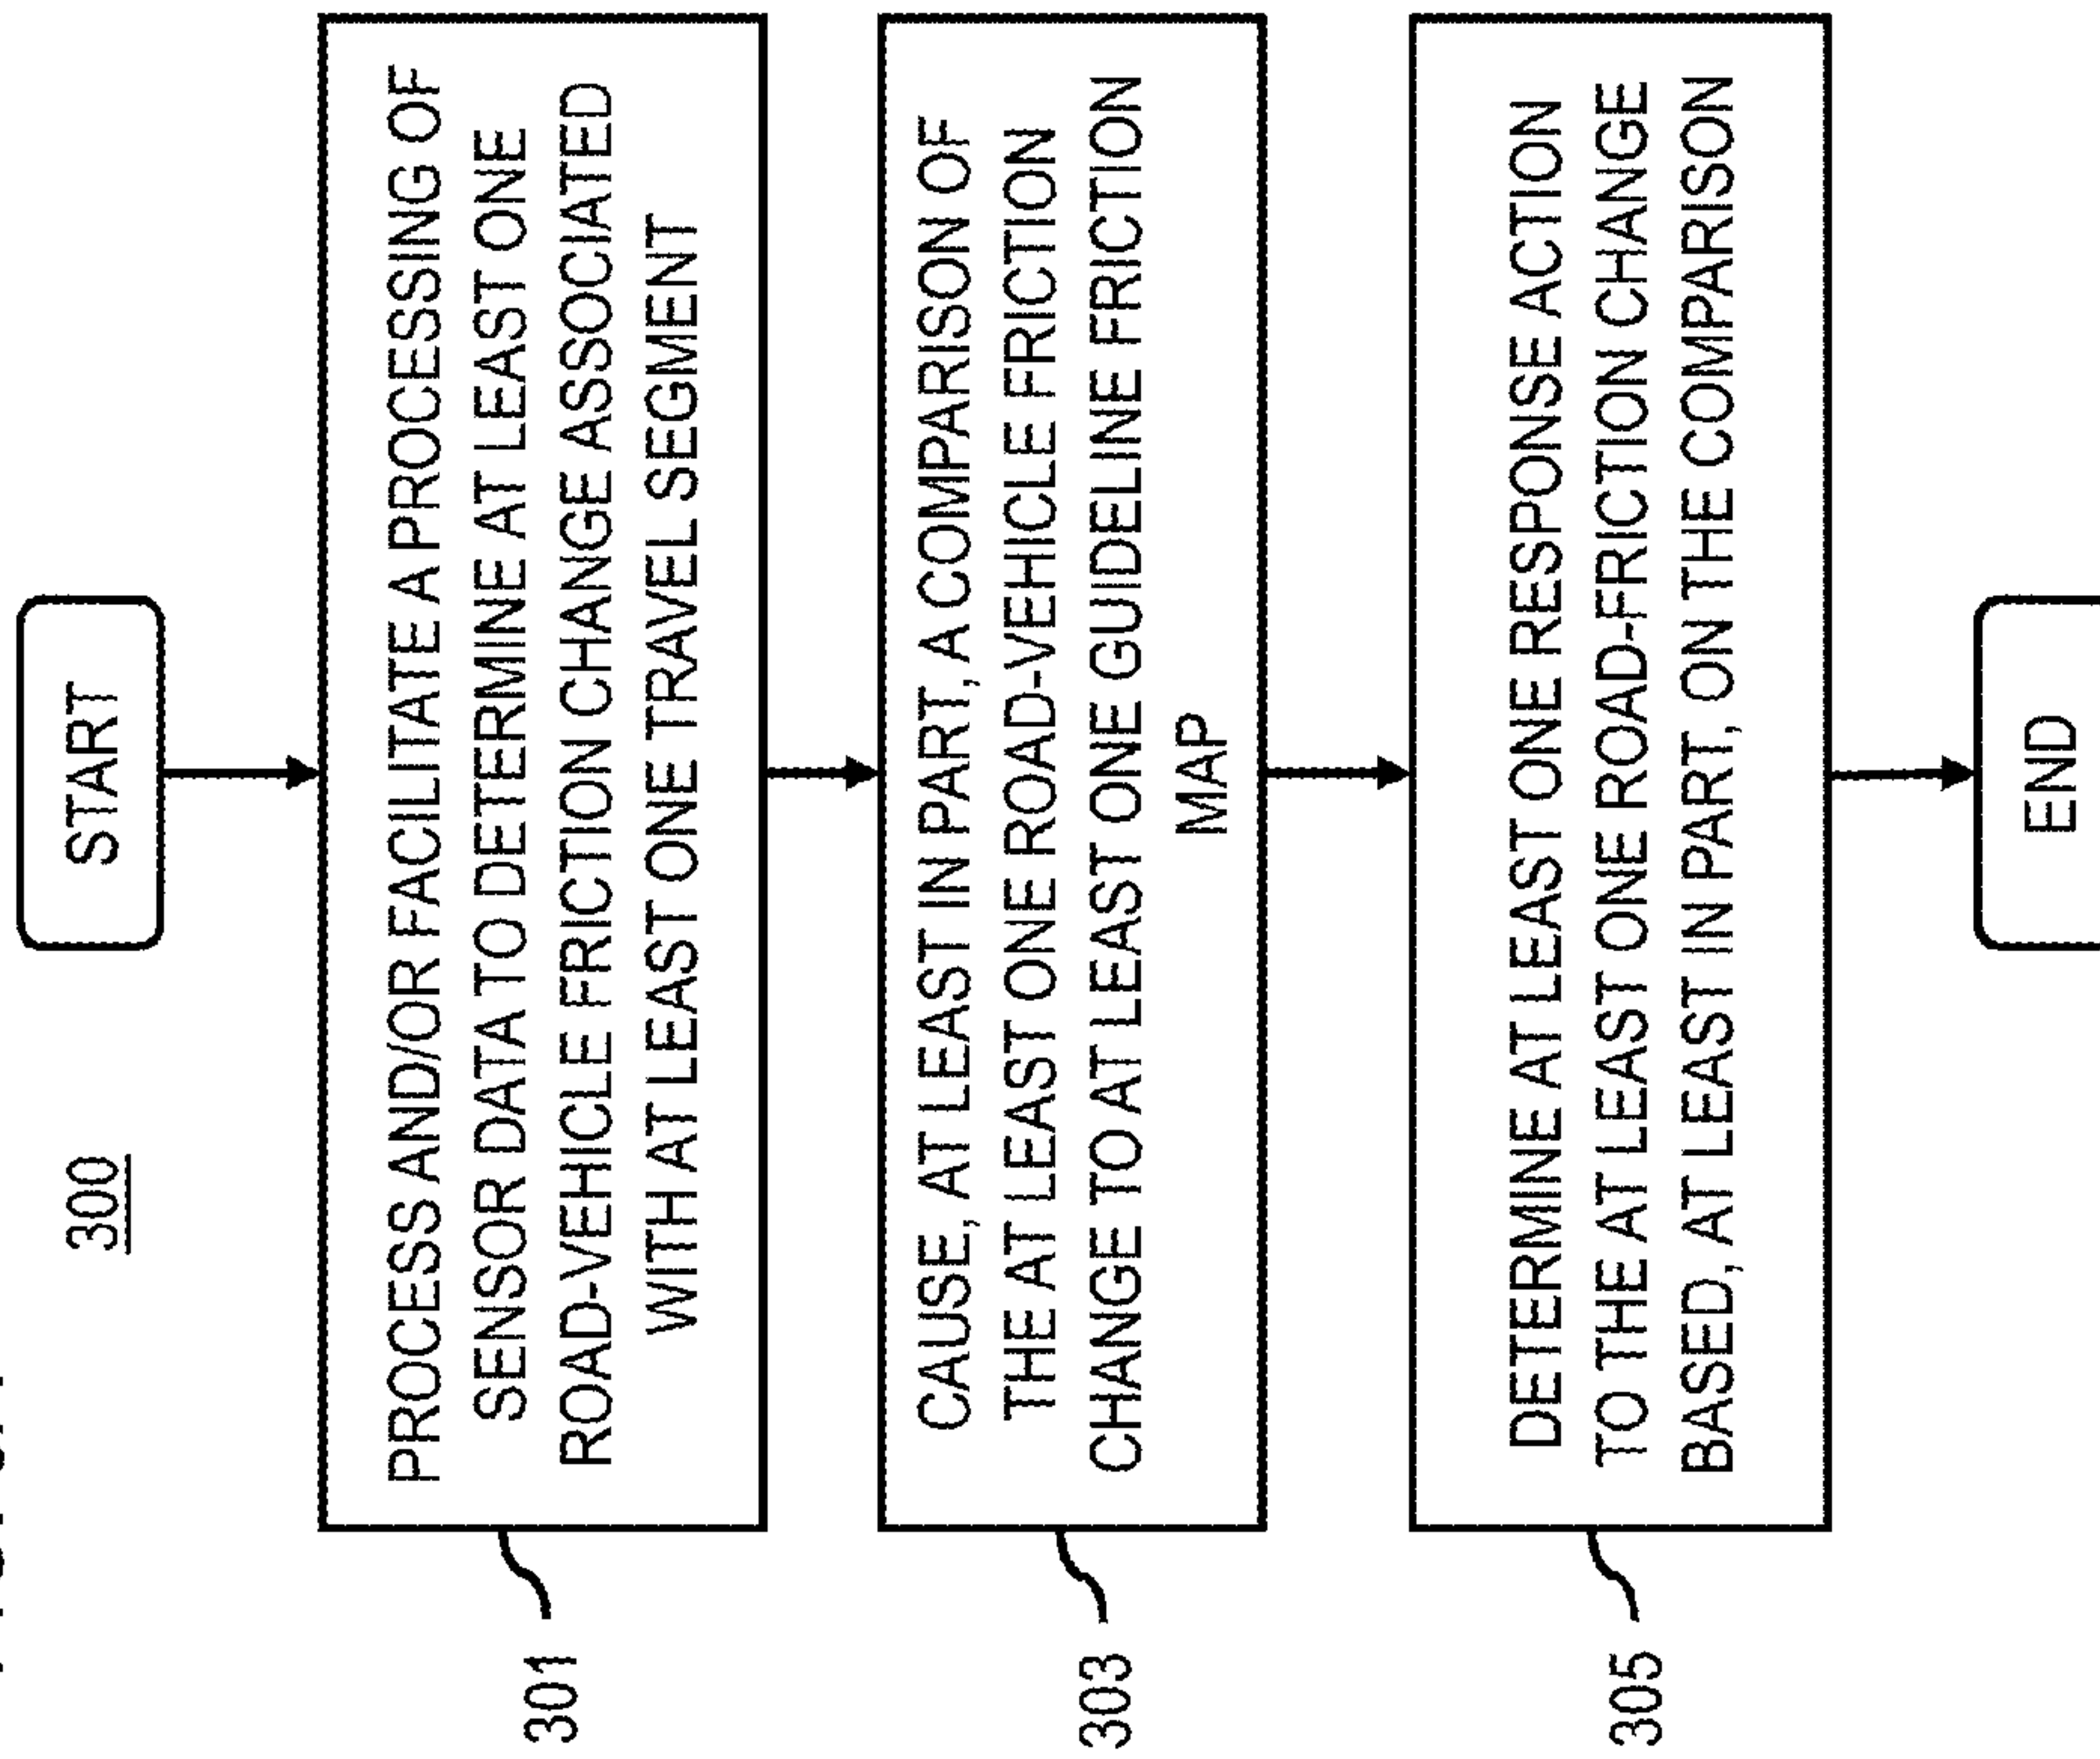 300
START
PROCESS AND/OR FACILITATE A PROCESSING OF
SENSOR DATA TO DETERMINE AT LEAST ONE
ROAD-VEHICLE FRICTION CHANGE ASSOCIATED
WITH AT LEAST ONE TRAVEL SEGMENT
301
CAUSE, AT LEAST IN PART, A COMPARISON OF
THE AT LEAST ONE ROAD-VEHICLE FRICTION
CHANGE TO AT LEAST ONE GUIDELINE FRICTION
MAP
303
DETERMINE AT LEAST ONE RESPONSE ACTION
TO THE AT LEAST ONE ROAD-FRICTION CHANGE
BASED, AT LEAST IN PART, ON THE COMPARISON
305
END